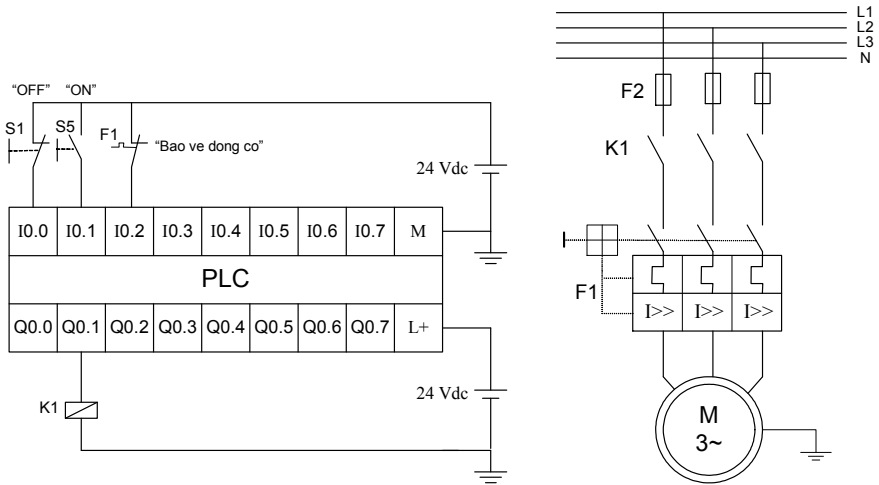 L1
L2
L3
N
"OFF" "ON"
S1 S5 F1 "Bao ve dong co"
24 Vdc
I0.0 I0.1 I0.2 I0.3 I0.4 I0.5 I0.6 I0.7 M
PLC
Q0.0 Q0.1 Q0.2 Q0.3 Q0.4 Q0.5 Q0.6 Q0.7 L+
24 Vdc
K1
F2
K1
F1
I>> I>> I>>
M
3~